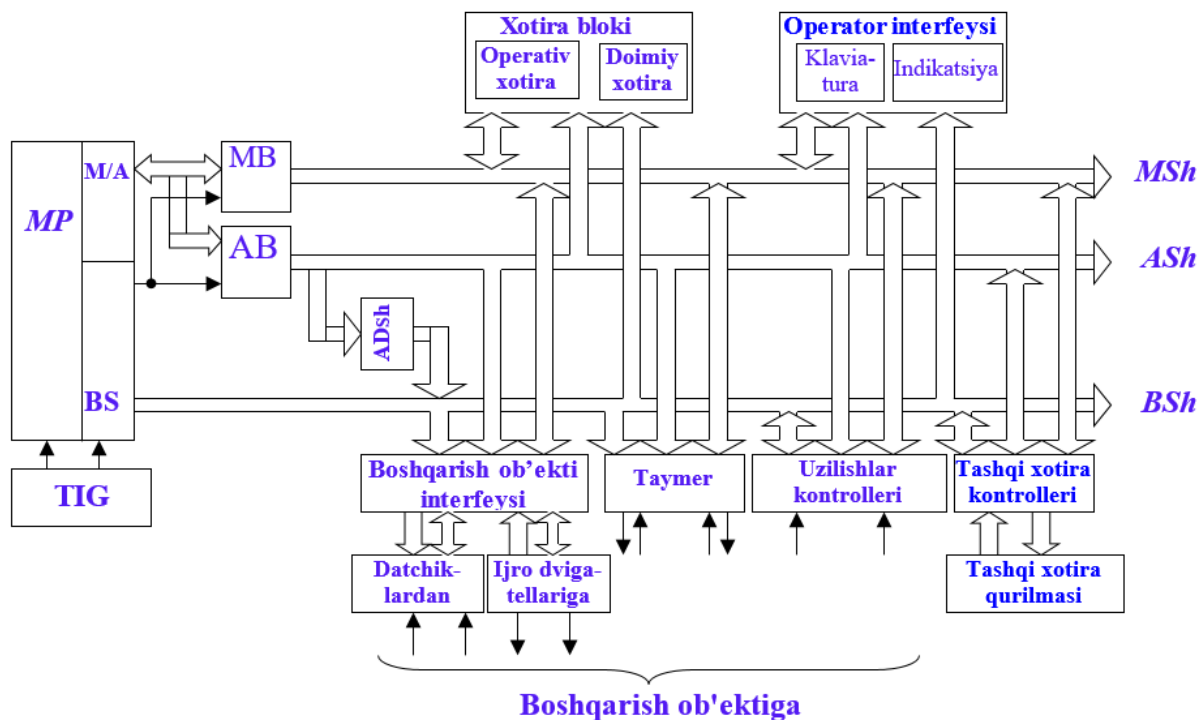 Xotira bloki
Operativ
xotira
Doimiy
xotira
Operator interfeysi
Klavia-
tura
Indikatsiya
MP
M/A
BS
MB
AB
ADsh
MSh
ASh
BSh
TIG
Boshqarish ob’ekti
interfeysi
Taymer
Uzilishlar
kontrolleri
Tashqi xotira
kontrolleri
Datchik-
lardan
Ijro dviga-
tellariga
Tashqi xotira
qurilmasi
Boshqarish ob'ektiga